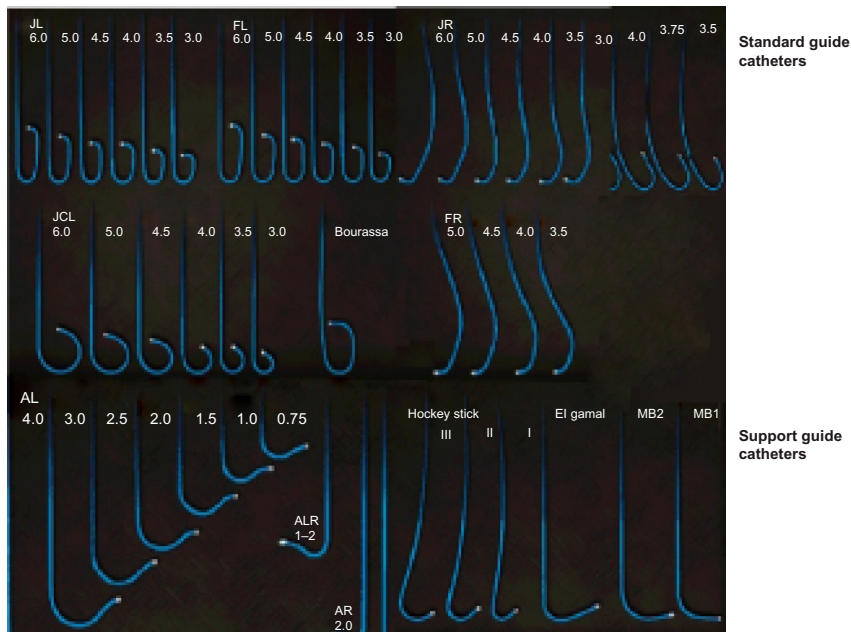 JL
6.0 5.0 4.5 4.0 3.5 3.0
FL
6.0 5.0 4.5 4.0 3.5 3.0
JR
6.0 5.0 4.5 4.0 3.5 3.0 4.0 3.75 3.5
Standard guide
catheters
JCL
6.0 5.0 4.5 4.0 3.5 3.0
Bourassa
FR
5.0 4.5 4.0 3.5
AL
4.0 3.0 2.5 2.0 1.5 1.0 0.75
ALR
1–2
AR
2.0
Hockey stick
III II I
El gamal
MB2
MB1
Support guide
catheters